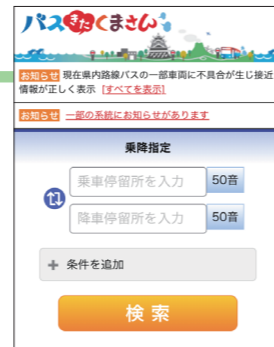 バスきたくまさん
お知らせ 現在県内路線バスの一部車両に不具合が生じ接近
情報が正しく表示 [すべてを表示]
お知らせ 一部の系統にお知らせがあります
乗降指定
乗車停留所を入力 50音
降車停留所を入力 50音
+ 条件を追加
検索